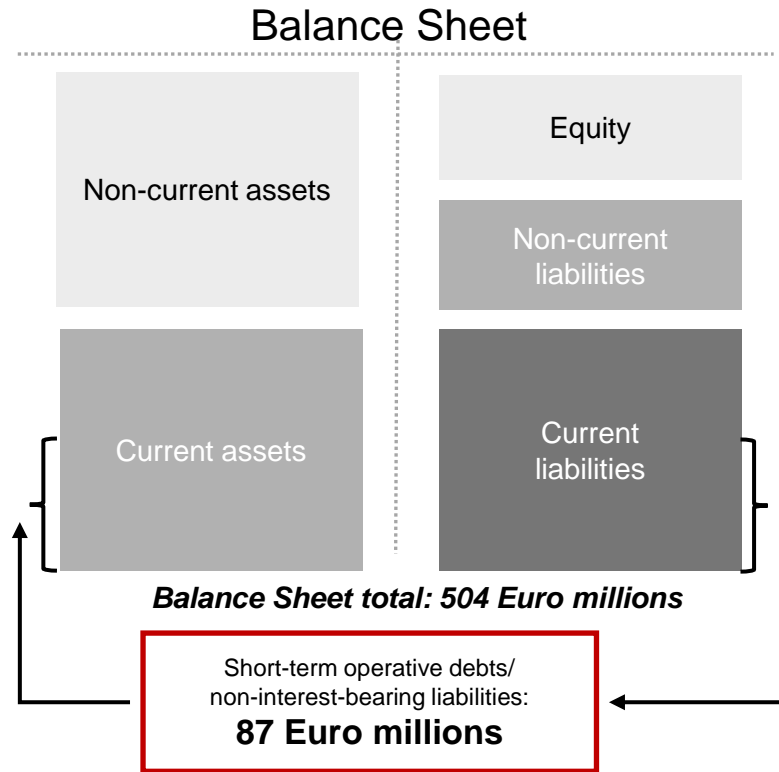 Balance Sheet
Non-current assets
Equity
Non-current
liabilities
Current assets
Current
liabilities
Balance Sheet total: 504 Euro millions
Short-term operative debts/
non-interest-bearing liabilities:
87 Euro millions